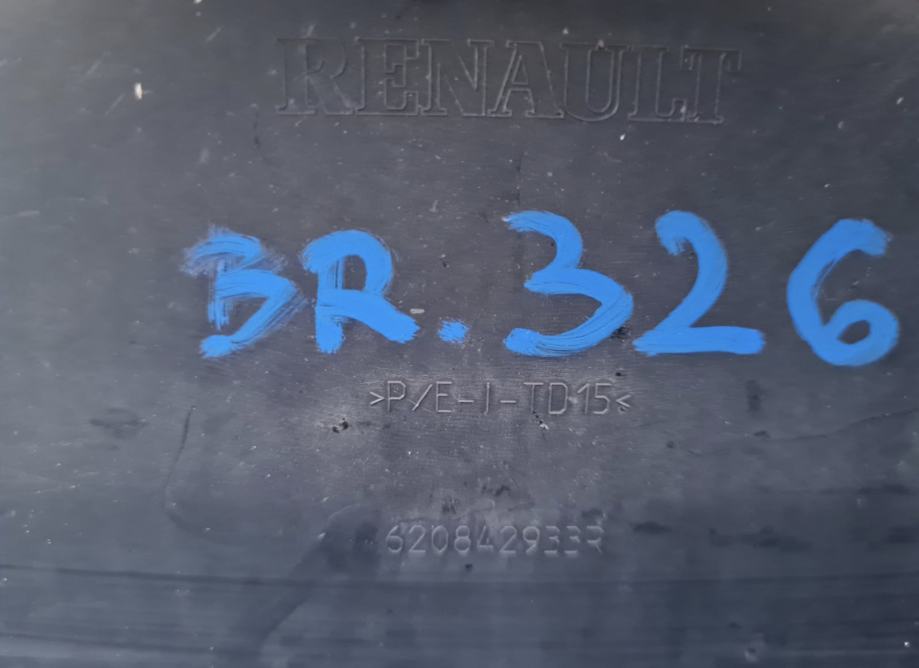 RENAULT
BR. 326
>P/E-I-TD15<
620842933R